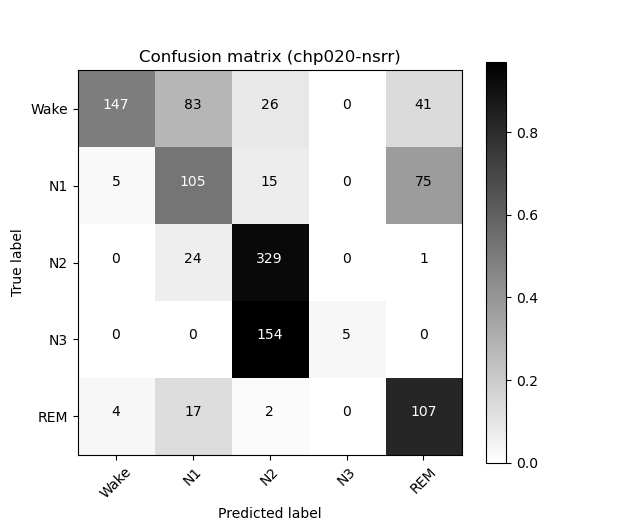 Confusion matrix (chp020-nsrr)
True label
Wake 147 83 26 0 41
N1 5 105 15 0 75
N2 0 24 329 0 1
N3 0 0 154 5 0
REM 4 17 2 0 107
Wake N1 N2 N3 REM
Predicted label
0.8
0.6
0.4
0.2
0.0